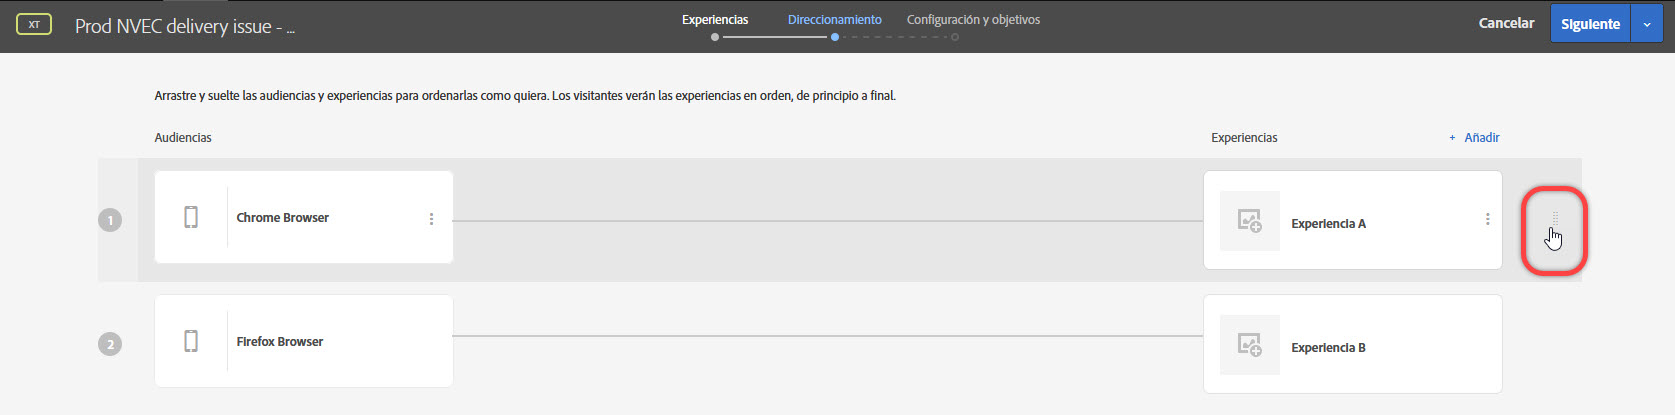 XT
Prod NVEC delivery issue - ...
Experiencias
Direccionamiento
Configuración y objetivos
Cancelar
Siguiente
Arrastre y suelte las audiencias y experiencias para ordenarlas como quiera. Los visitantes verán las experiencias en orden, de principio a final.
Audiencias
Experiencias
+ Añadir
1
Chrome Browser
Experiencia A
2
Firefox Browser
Experiencia B